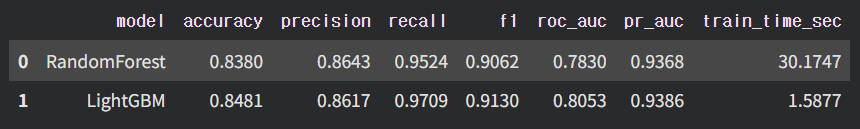 model accuracy precision recall f1 roc_auc pr_auc train_time_sec
0 RandomForest 0.8380 0.8643 0.9524 0.9062 0.7830 0.9368 30.1747
1 LightGBM 0.8481 0.8617 0.9709 0.9130 0.8053 0.9386 1.5877